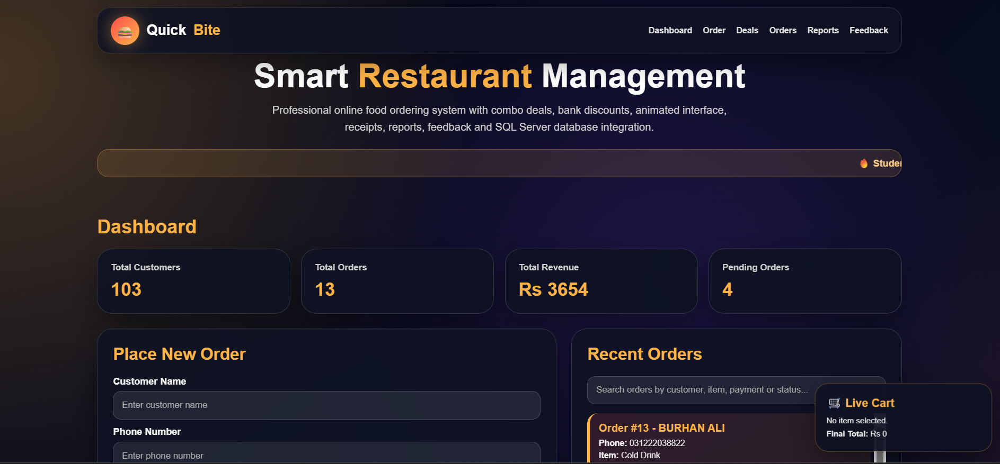 Quick Bite
Dashboard Order Deals Orders Reports Feedback
Smart Restaurant Management
Professional online food ordering system with combo deals, bank discounts, animated interface,
receipts, reports, feedback and SQL Server database integration.
Dashboard
Total Customers
103
Total Orders
13
Total Revenue
Rs 3654
Pending Orders
4
Place New Order
Customer Name
Enter customer name
Phone Number
Enter phone number
Recent Orders
Search orders by customer, item, payment or status...
Order #13 - BURHAN ALI
Phone: 031222038822
Item: Cold Drink
Live Cart
No item selected.
Final Total: Rs 0